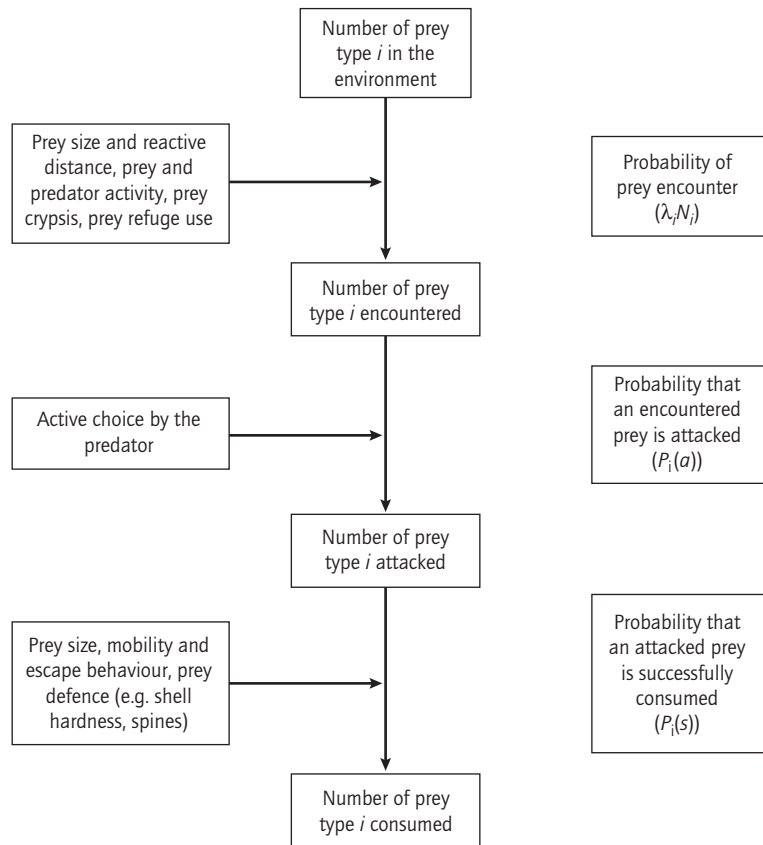 Number of prey
type i in the
environment
Prey size and reactive
distance, prey and
predator activity, prey
crypsis, prey refuge use
Probability of
prey encounter
(λᵢNᵢ)
Number of prey
type i encountered
Active choice by the
predator
Probability that
an encountered
prey is attacked
(Pᵢ(a))
Number of prey
type i attacked
Prey size, mobility and
escape behaviour, prey
defence (e.g. shell
hardness, spines)
Probability that
an attacked prey
is successfully
consumed
(Pᵢ(s))
Number of prey
type i consumed